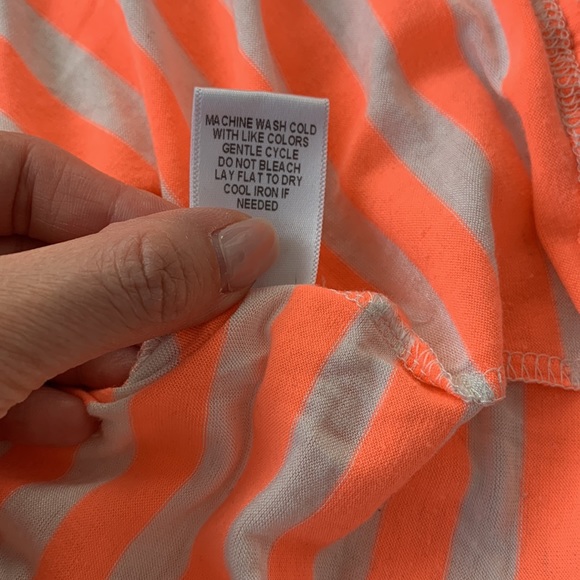 MACHINE WASH COLD
WITH LIKE COLORS
GENTLE CYCLE
DO NOT BLEACH
LAY FLAT TO DRY
COOL IRON IF
NEEDED